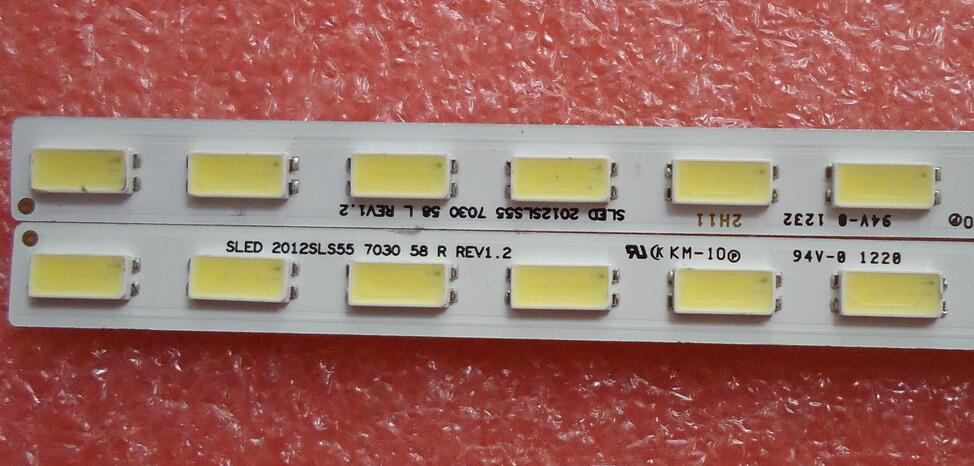 SLED 2012SLS55 7030 58 L REV1.2
2H11
94V-0 1232
SLED 2012SLS55 7030 58 R REV1.2
KM-10 P 94V-0 1220